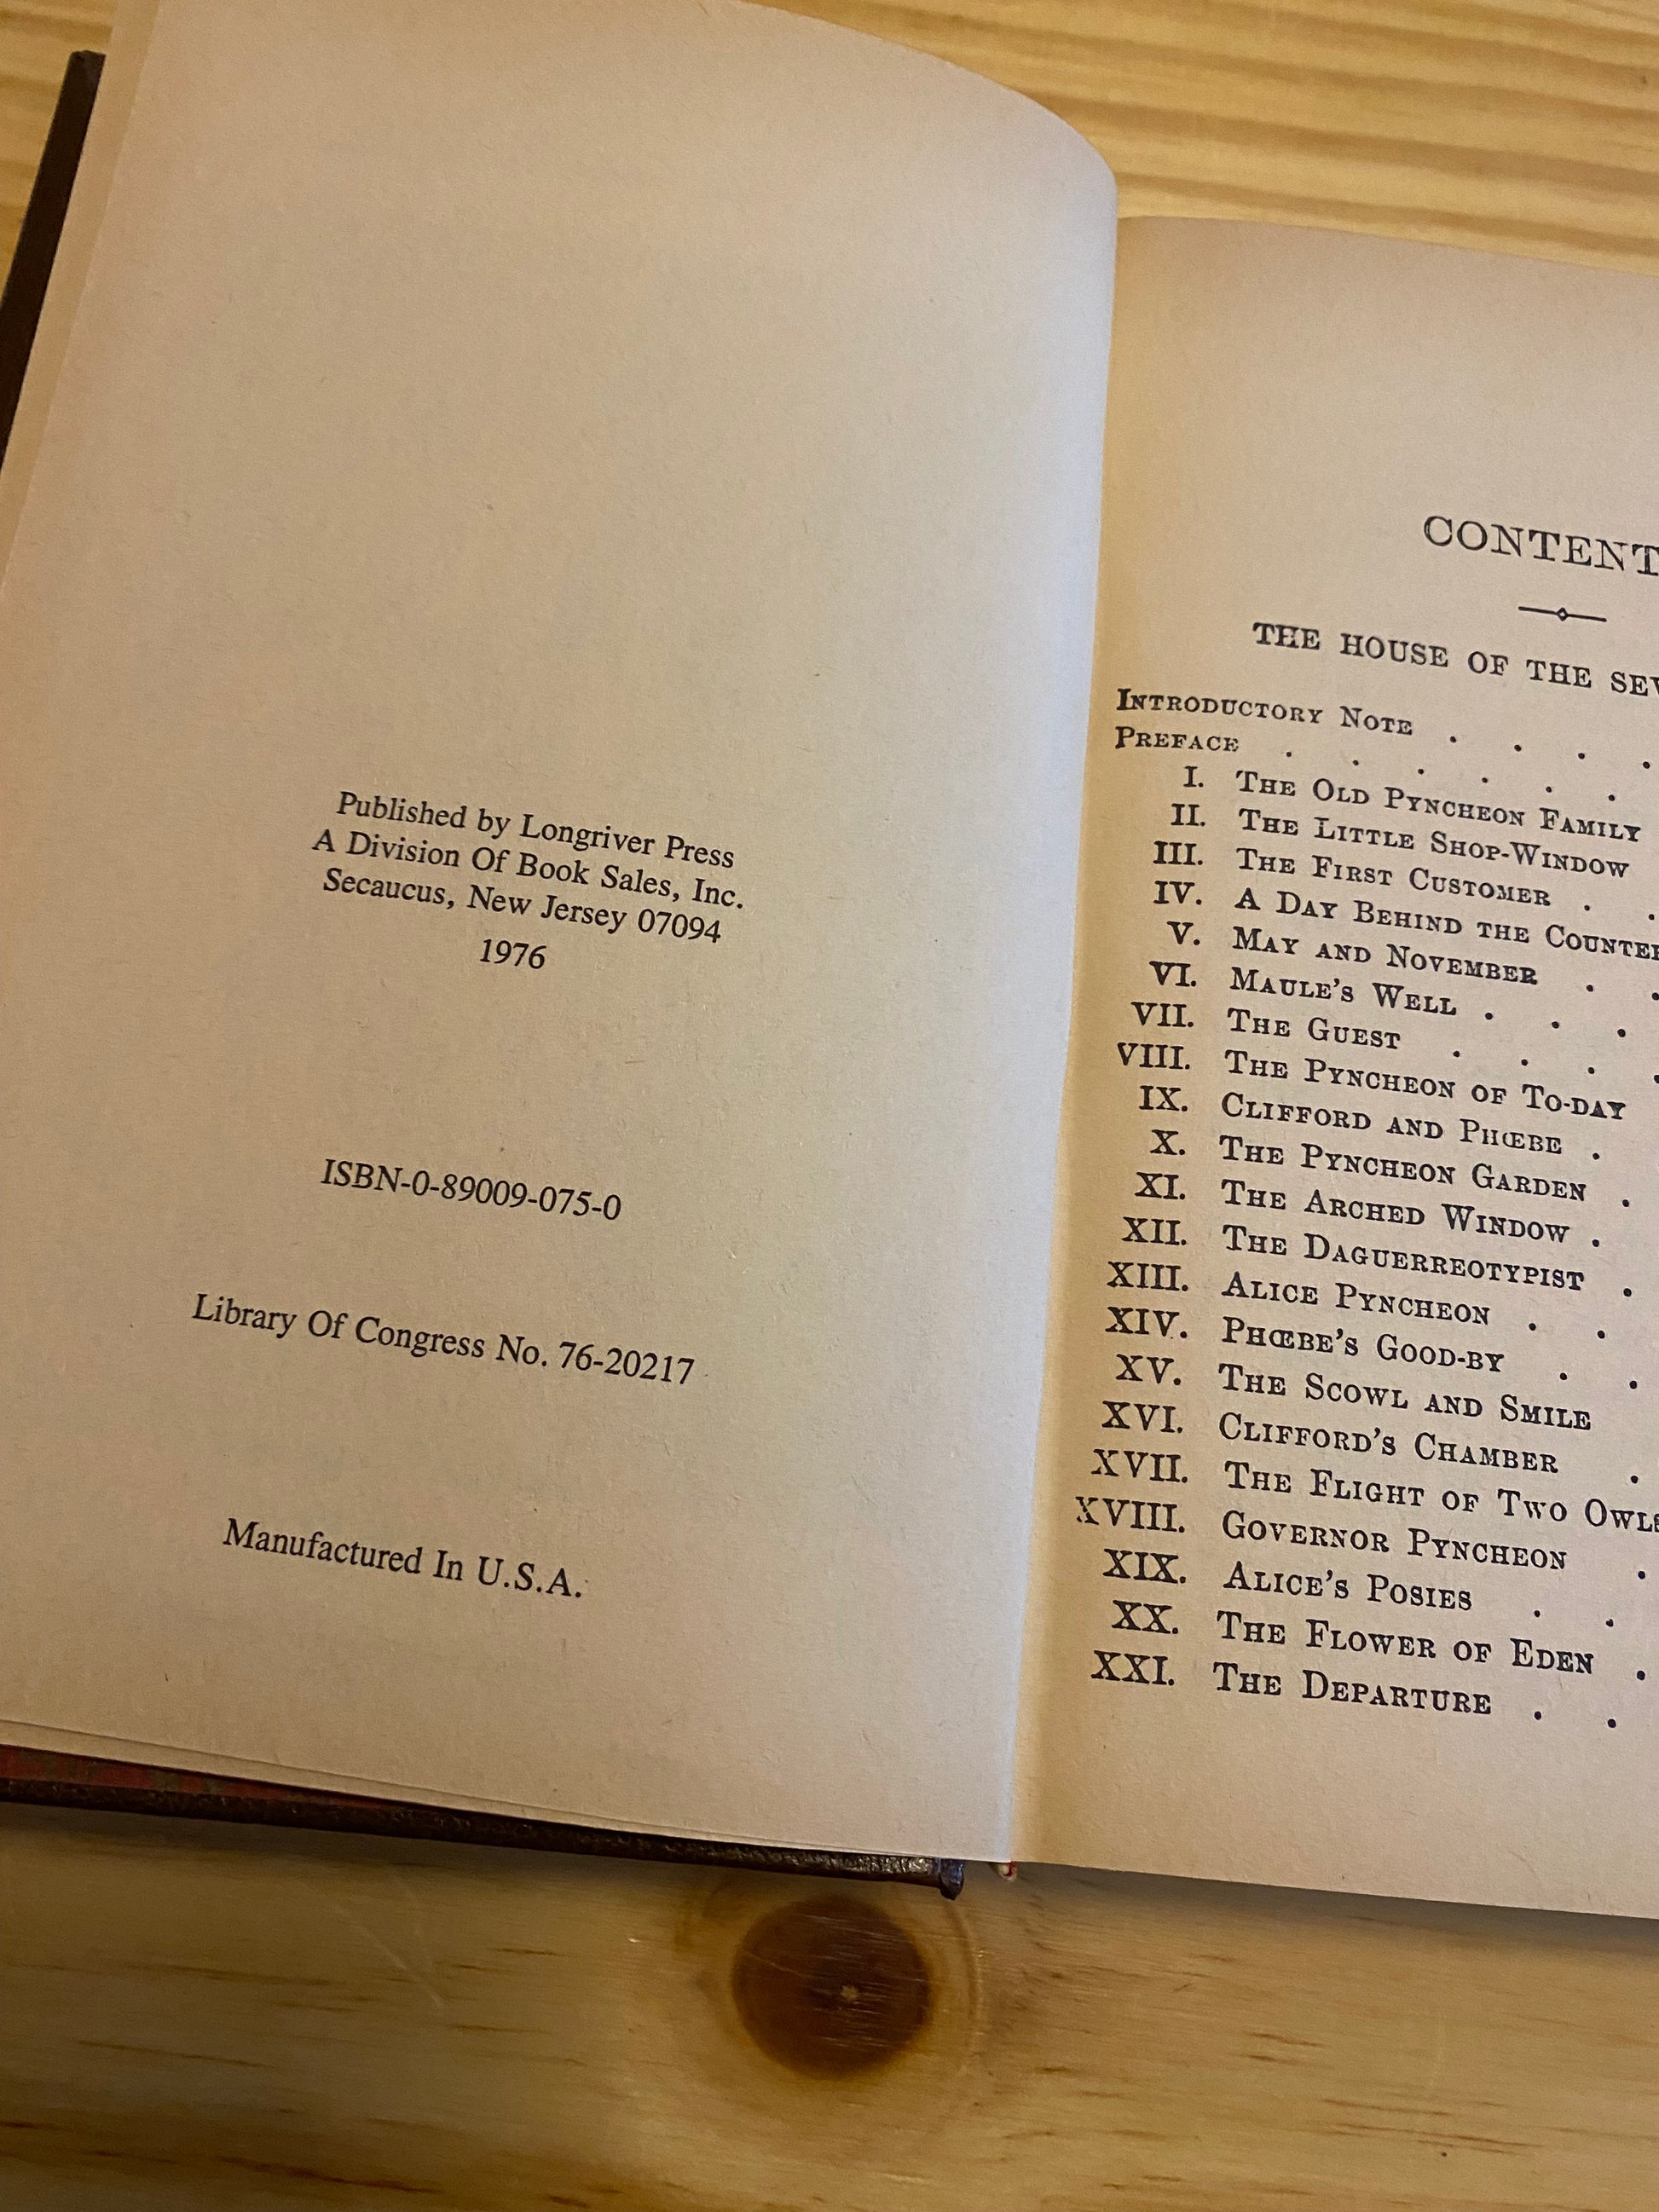 Published by Longriver Press
A Division Of Book Sales, Inc.
Secaucus, New Jersey 07094
1976
ISBN-0-89009-075-0
Library Of Congress No. 76-20217
Manufactured In U.S.A.
CONTENT
THE HOUSE OF THE SEV
INTRODUCTORY NOTE . . . .
PREFACE . . . . . .
I. THE OLD PYNCHEON FAMILY
II. THE LITTLE SHOP-WINDOW
III. THE FIRST CUSTOMER . .
IV. A DAY BEHIND THE COUNTER
V. MAY AND NOVEMBER . .
VI. MAULE'S WELL . . .
VII. THE GUEST . . . .
VIII. THE PYNCHEON OF TO-DAY
IX. CLIFFORD AND PHŒBE .
X. THE PYNCHEON GARDEN .
XI. THE ARCHED WINDOW .
XII. THE DAGUERREOTYPIST .
XIII. ALICE PYNCHEON . .
XIV. PHŒBE'S GOOD-BY . .
XV. THE SCOWL AND SMILE
XVI. CLIFFORD'S CHAMBER .
XVII. THE FLIGHT OF TWO OWLS
XVIII. GOVERNOR PYNCHEON .
XIX. ALICE'S POSIES . .
XX. THE FLOWER OF EDEN .
XXI. THE DEPARTURE . .